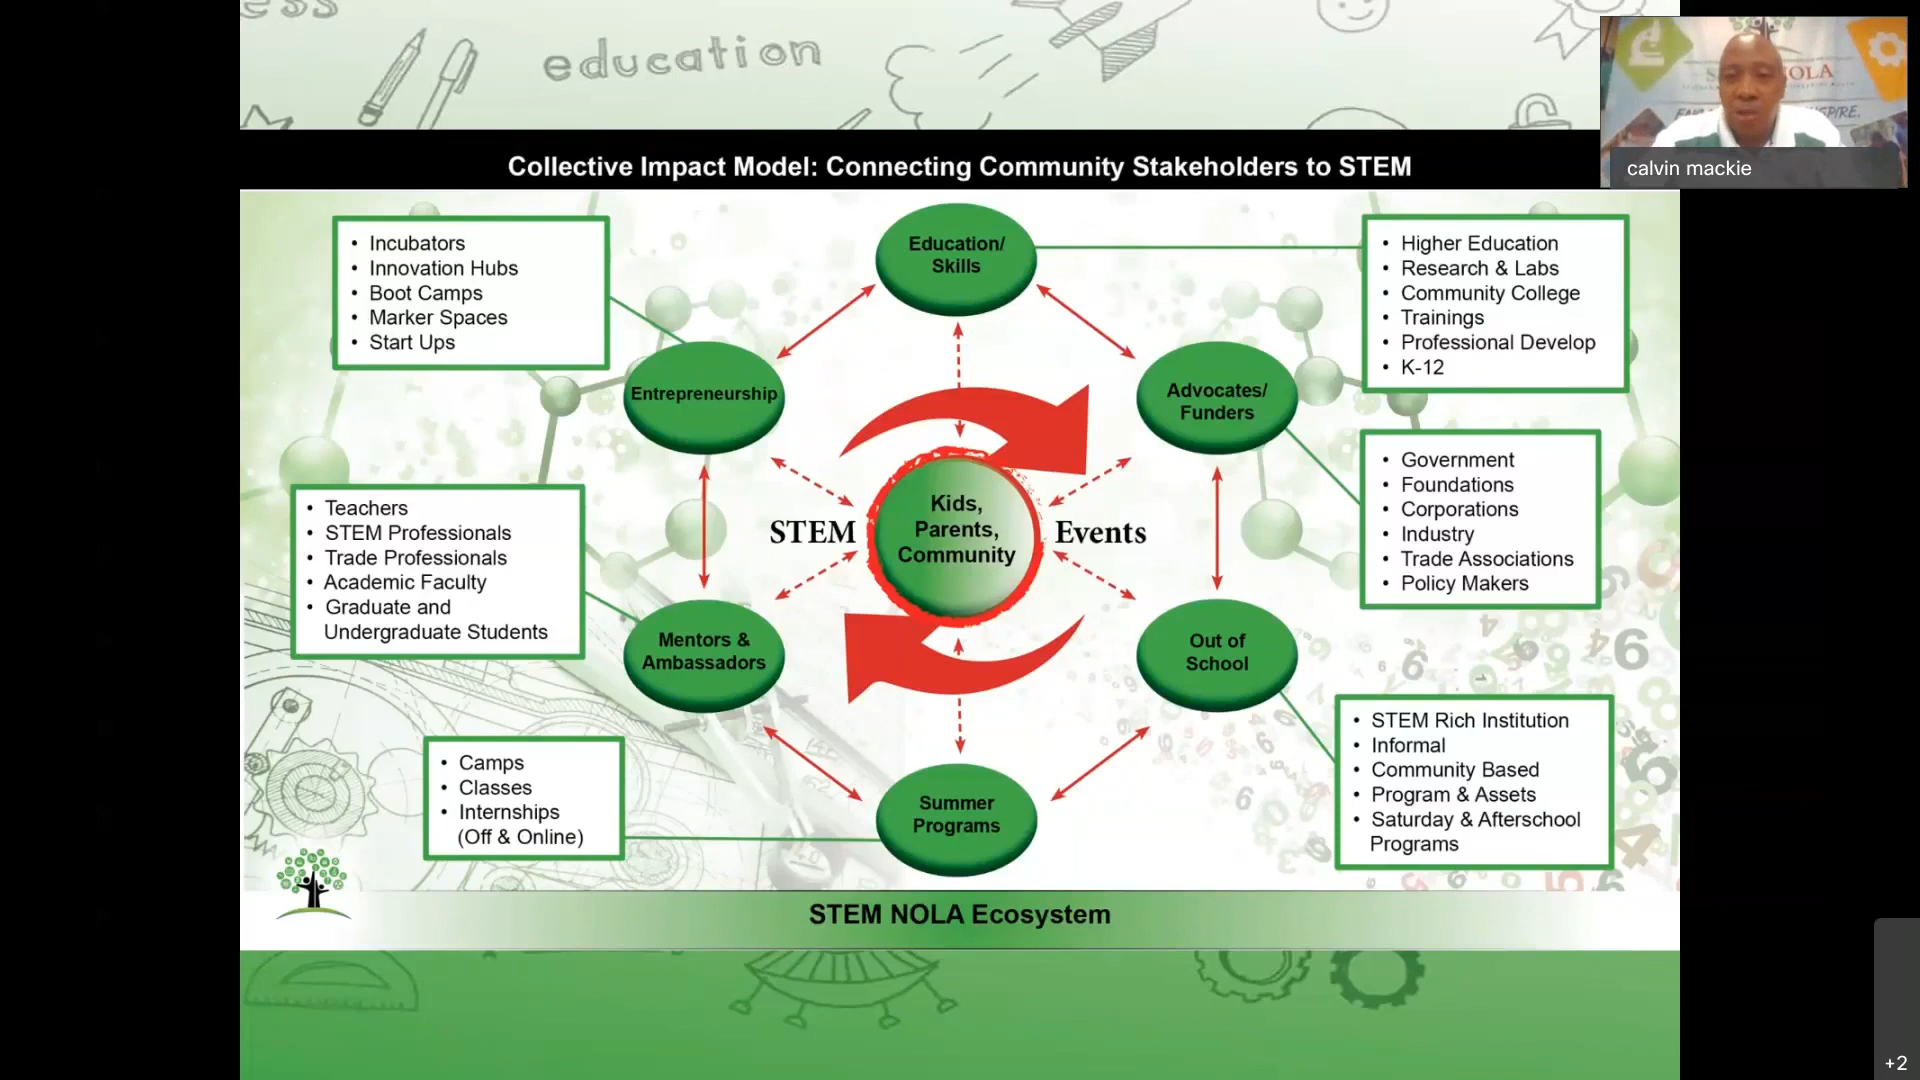 ess
education
calvin mackie
Collective Impact Model: Connecting Community Stakeholders to STEM
• Incubators
• Innovation Hubs
• Boot Camps
• Marker Spaces
• Start Ups
Education/
Skills
• Higher Education
• Research & Labs
• Community College
• Trainings
• Professional Develop
• K-12
Entrepreneurship
Advocates/
Funders
• Government
• Foundations
• Corporations
• Industry
• Trade Associations
• Policy Makers
• Teachers
• STEM Professionals
• Trade Professionals
• Academic Faculty
• Graduate and
Undergraduate Students
STEM
Kids,
Parents,
Community
Events
Mentors &
Ambassadors
Out of
School
• STEM Rich Institution
• Informal
• Community Based
• Program & Assets
• Saturday & Afterschool
Programs
• Camps
• Classes
• Internships
(Off & Online)
Summer
Programs
STEM NOLA Ecosystem
+2